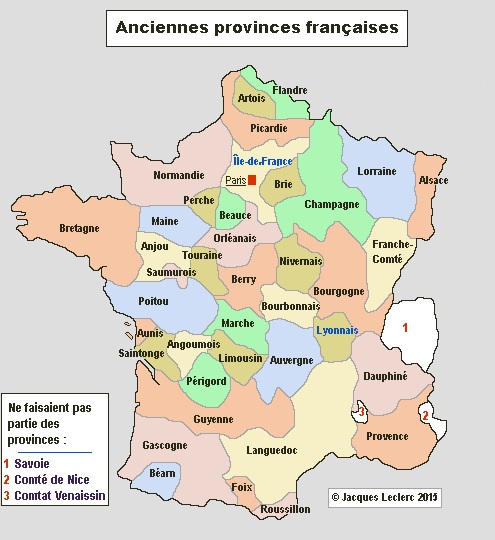 Anciennes provinces françaises
Flandre
Artois
Picardie
Île-de-France
Normandie
Paris
Brie
Lorraine
Alsace
Perche
Beauce
Champagne
Bretagne
Maine
Orléanais
Anjou
Touraine
Saumurois
Nivernais
Franche-
Comté
Berry
Bourgogne
Poitou
Bourbonnais
Marche
Lyonnais
1
Aunis
Saintonge
Angoumois
Limousin
Auvergne
Dauphiné
Périgord
Guyenne
3
2
Provence
Gascogne
Languedoc
Béarn
Foix
Roussillon
Ne faisaient pas
partie des
provinces :
1 Savoie
2 Comté de Nice
3 Comtat Venaissin
© Jacques Leclerc 2015